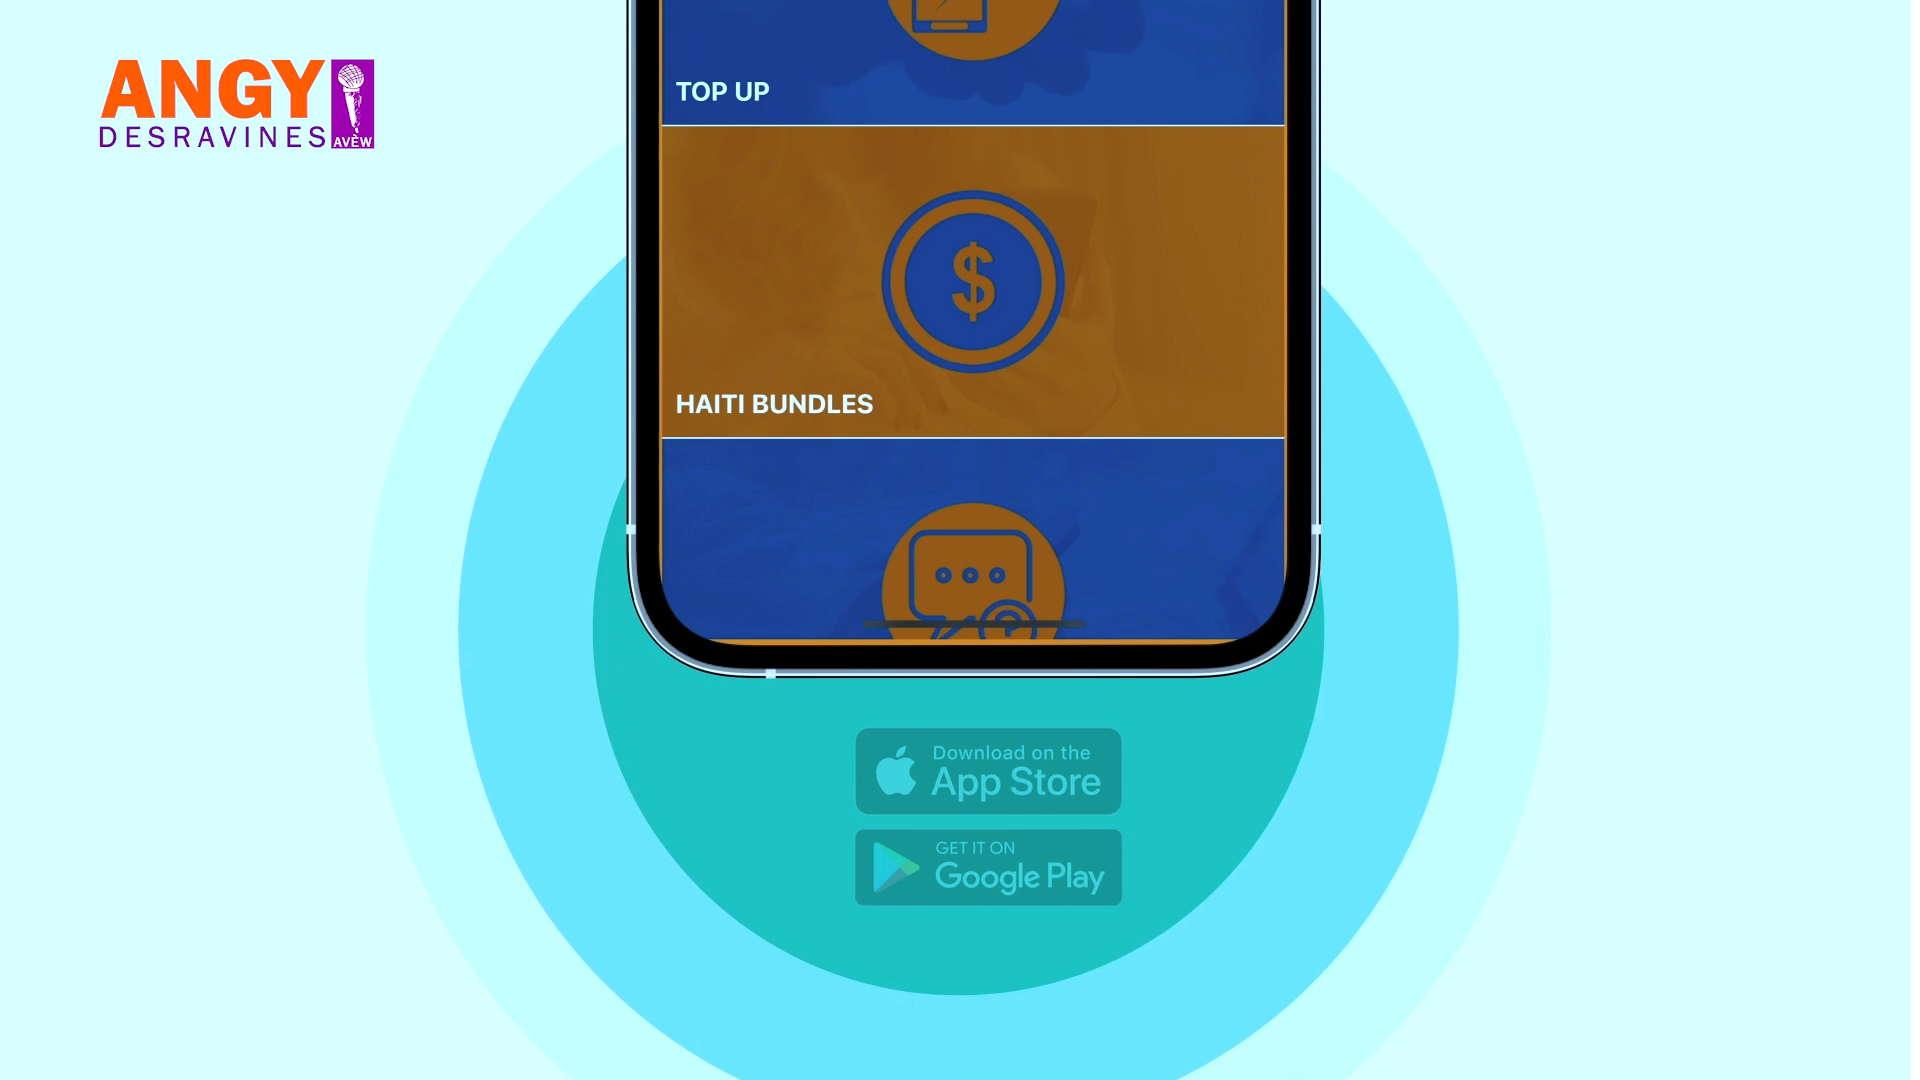 ANGY
DESRAVINES
AVÈW
TOP UP
$
HAITI BUNDLES
Download on the
App Store
GET IT ON
Google Play